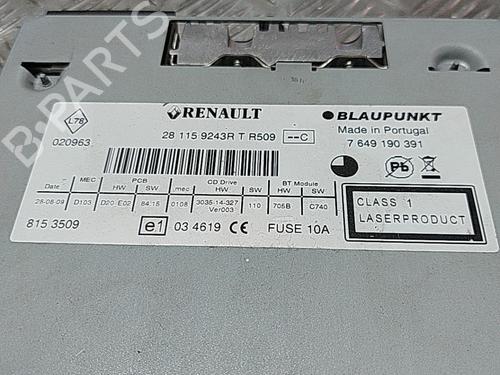 L78
RENAULT
BLAUPUNKT
020963
28 115 9243R T R509
--C
Made in Portugal
7 649 190 391
Pb
MEC
PCB
CD Drive
BT Module
Date
HW
SW
mec
HW
SW
HW
SW
28-08-09
D103
D20-E02
84.15
0108
3035-14-327
Ver003
110
705B
C740
CLASS 1
LASERPRODUCT
815 3509
e1
03 4619
CE
FUSE 10A
B-PARTS